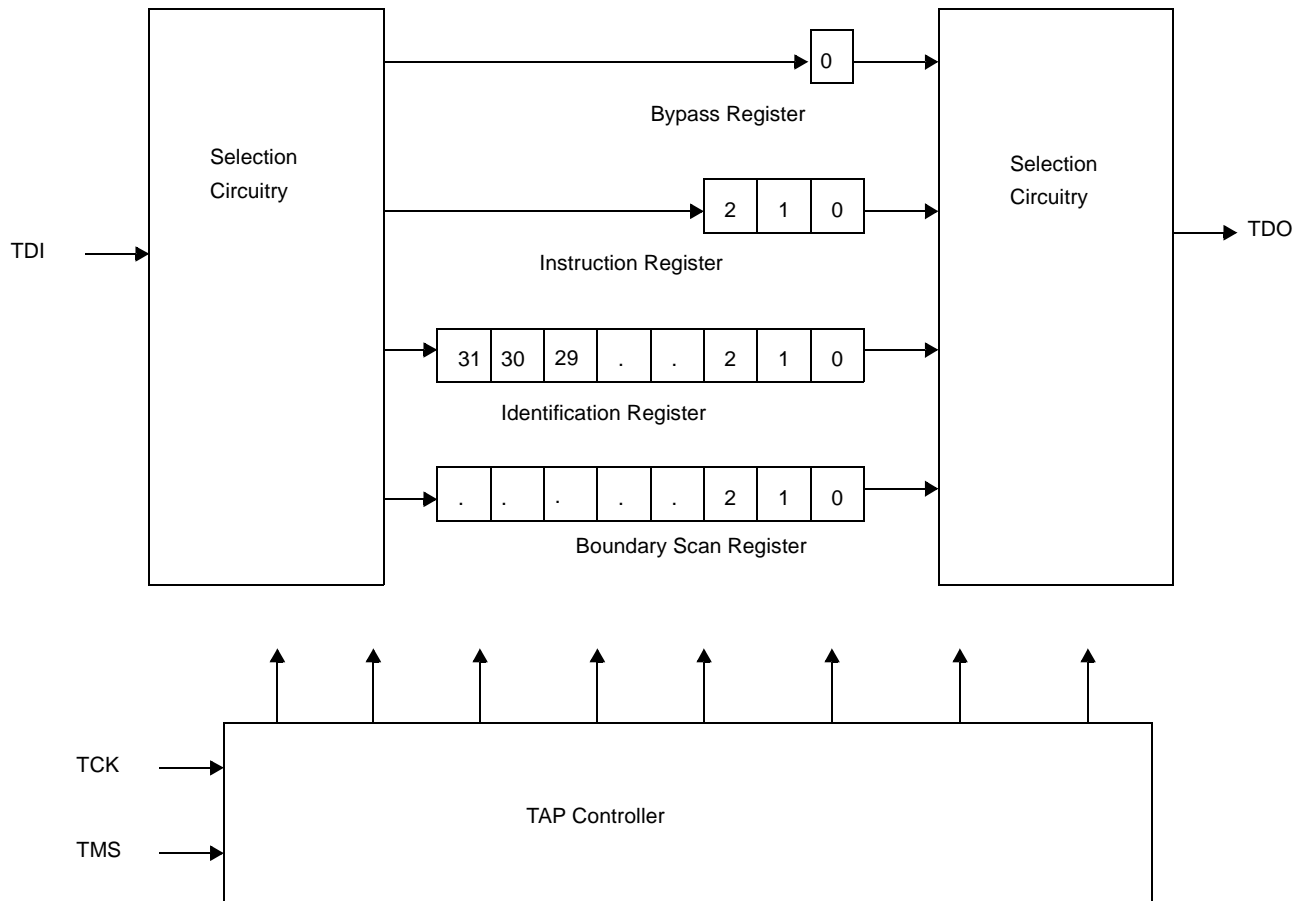 0
Bypass Register
Selection
Circuitry
Selection
Circuitry
2 1 0
TDI
TDO
Instruction Register
31 30 29 . . 2 1 0
Identification Register
. . . . . 2 1 0
Boundary Scan Register
TCK
TAP Controller
TMS